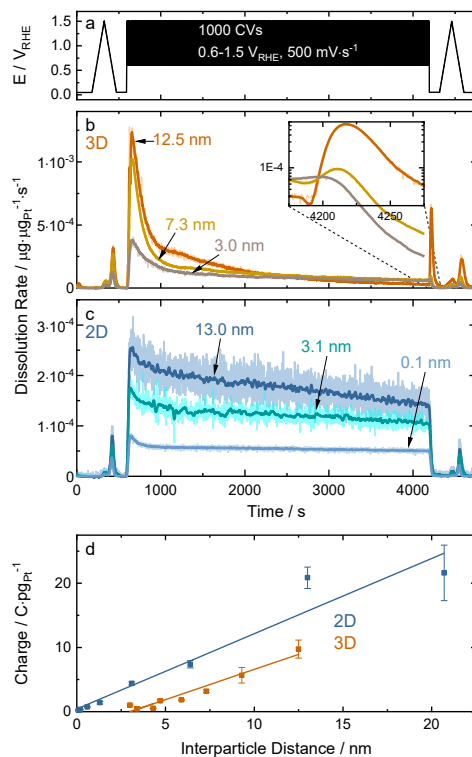 a
1000 CVs
0.6-1.5 V_RHE, 500 mV·s⁻¹
E / V_RHE
1.5
1.0
0.5
0.0
b
3D
12.5 nm
7.3 nm
3.0 nm
1E-4
4200 4250
1×10⁻³
5×10⁻⁴
0
Dissolution Rate / µg·µg_Pt⁻¹·s⁻¹
c
2D
13.0 nm
3.1 nm
0.1 nm
3×10⁻⁴
2×10⁻⁴
1×10⁻⁴
0
0 1000 2000 3000 4000
Time / s
d
2D
3D
Charge / C·pg_Pt⁻¹
20
10
0
0 5 10 15 20
Interparticle Distance / nm